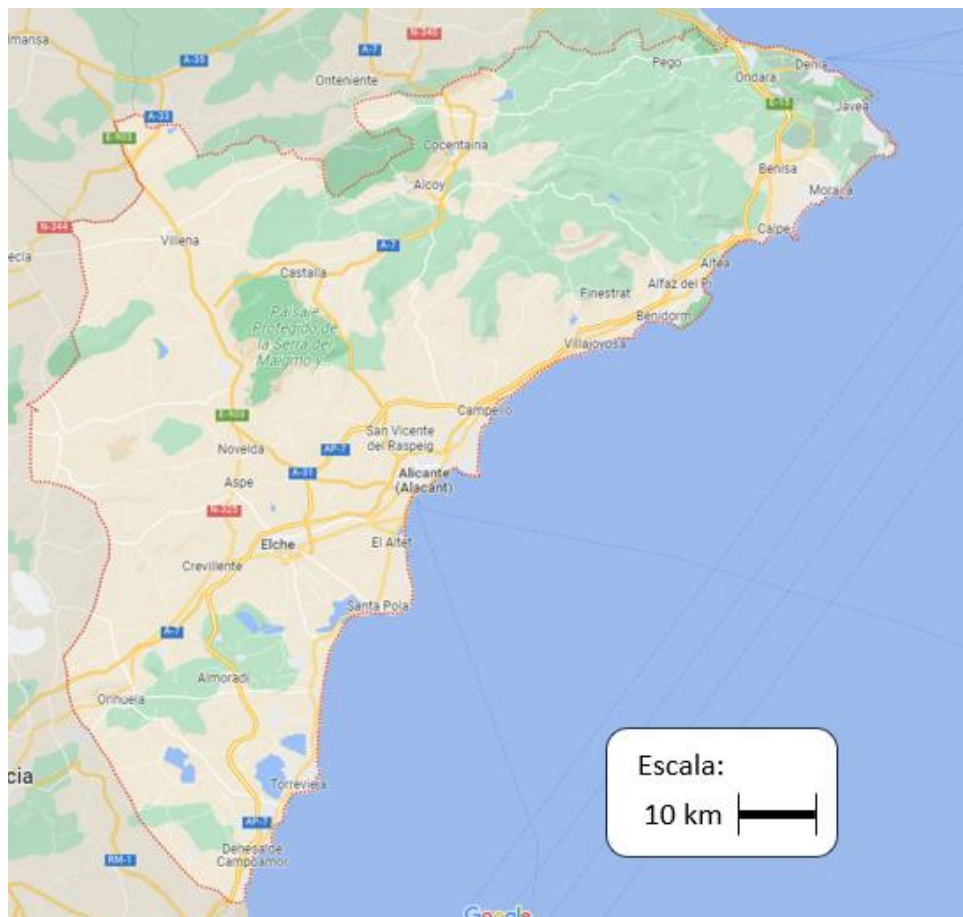 N-340
lmansa
A-7
A-35
Pego
Denia
Onteniente
Ondara
E-15
Jávea
A-33
E-903
Cocentaina
Benisa
Alcoy
Moraira
N-344
Villena
A-7
Calpe
ecla
Castalla
Altea
Finestrat
Alfaz del Pi
Paisaje
Protegido de
la Serra del
Maigmo y...
Benidorm
Villajoyosa
E-903
Campello
San Vicente
del Raspeig
Novelda
AP-7
A-31
Alicante
(Alacant)
Aspe
N-325
Elche
El Altet
Crevillente
Santa Pola
A-7
Almoradí
Orihuela
Escala:
10 km
cia
Torrevieja
AP-7
Dehesa de
Campoamor
RM-1
Google